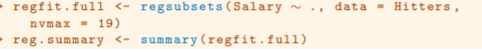 > regfit.full <- regsubsets(Salary ~ ., data = Hitters,
nvmax = 19)
> reg.summary <- summary(regfit.full)